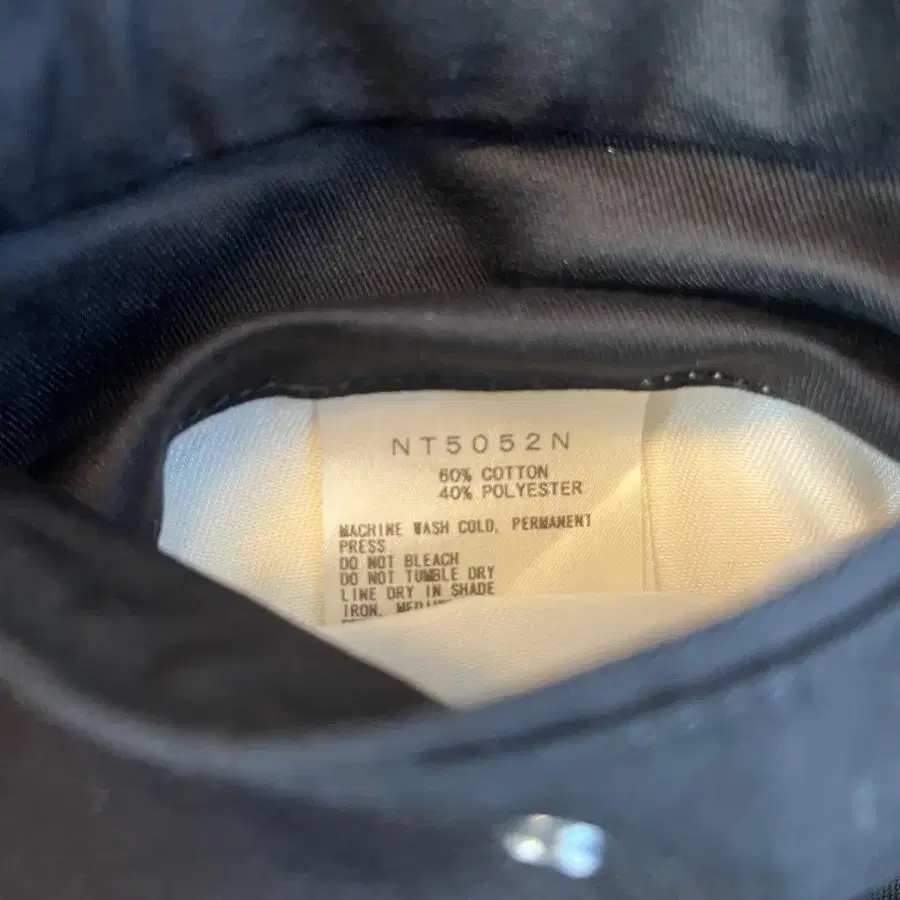 NT5052N
60% COTTON
40% POLYESTER
MACHINE WASH COLD, PERMANENT
PRESS
DO NOT BLEACH
DO NOT TUMBLE DRY
LINE DRY IN SHADE
IRON,